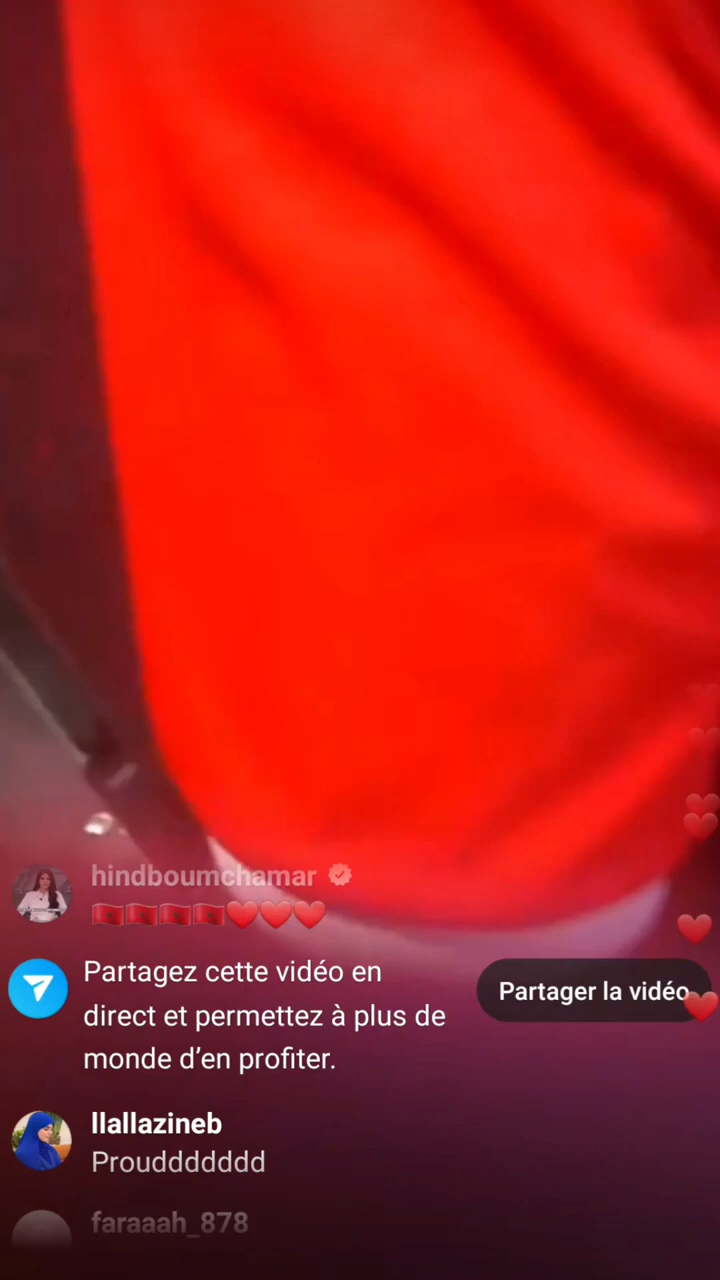 hindboumchamar
🇲🇦🇲🇦🇲🇦🇲🇦❤️❤️❤️
Partagez cette vidéo en
direct et permettez à plus de
monde d’en profiter.
Partager la vidéo
llallazineb
Prouddddddd
faraaah_878